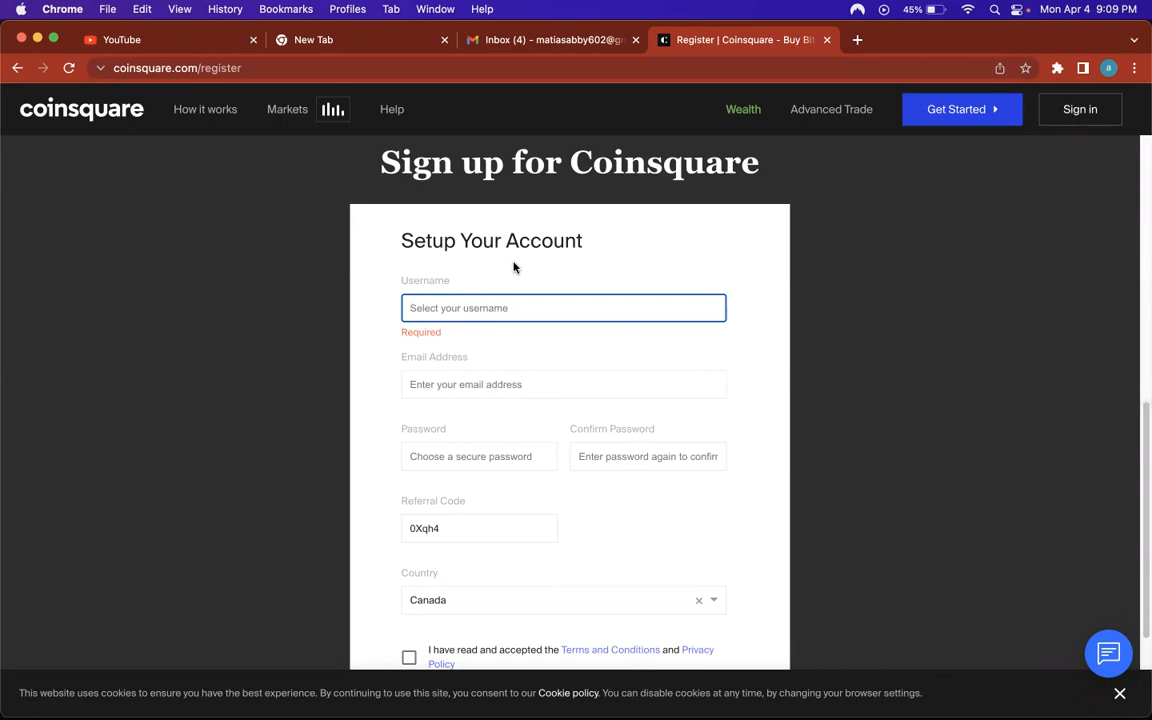 Chrome File Edit View History Bookmarks Profiles Tab Window Help 45% Mon Apr 4 9:09 PM
YouTube New Tab Inbox (4) - matiasabby602@g Register | Coinsquare - Buy Bit
coinsquare.com/register a
coinsquare How it works Markets Help Wealth Advanced Trade Get Started Sign in
Sign up for Coinsquare
Setup Your Account
Username
Select your username
Required
Email Address
Enter your email address
Password Confirm Password
Choose a secure password Enter password again to confirm
Referral Code
0Xqh4
Country
Canada
I have read and accepted the Terms and Conditions and Privacy
Policy
This website uses cookies to ensure you have the best experience. By continuing to use this site, you consent to our Cookie policy. You can disable cookies at any time, by changing your browser settings.